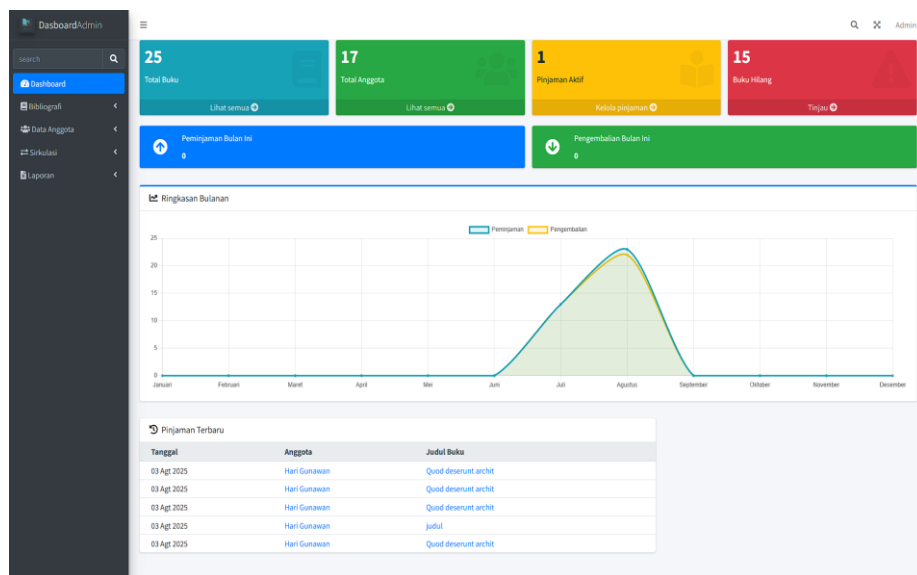 DasboardAdmin
Admin
search
Dashboard
Bibliografi
Data Anggota
Sirkulasi
Laporan
25
Total Buku
Lihat semua
17
Total Anggota
Lihat semua
1
Pinjaman Aktif
Kelola pinjaman
15
Buku Hilang
Tinjau
Peminjaman Bulan Ini
0
Pengembalian Bulan Ini
0
Ringkasan Bulanan
Peminjaman Pengembalian
25
20
15
10
5
0
Januari Februari Maret April Mei Juni Juli Agustus September Oktober November Desember
Pinjaman Terbaru
Tanggal Anggota Judul Buku
03 Agt 2025 Hari Gunawan Quod deserunt archit
03 Agt 2025 Hari Gunawan Quod deserunt archit
03 Agt 2025 Hari Gunawan Quod deserunt archit
03 Agt 2025 Hari Gunawan judul
03 Agt 2025 Hari Gunawan Quod deserunt archit